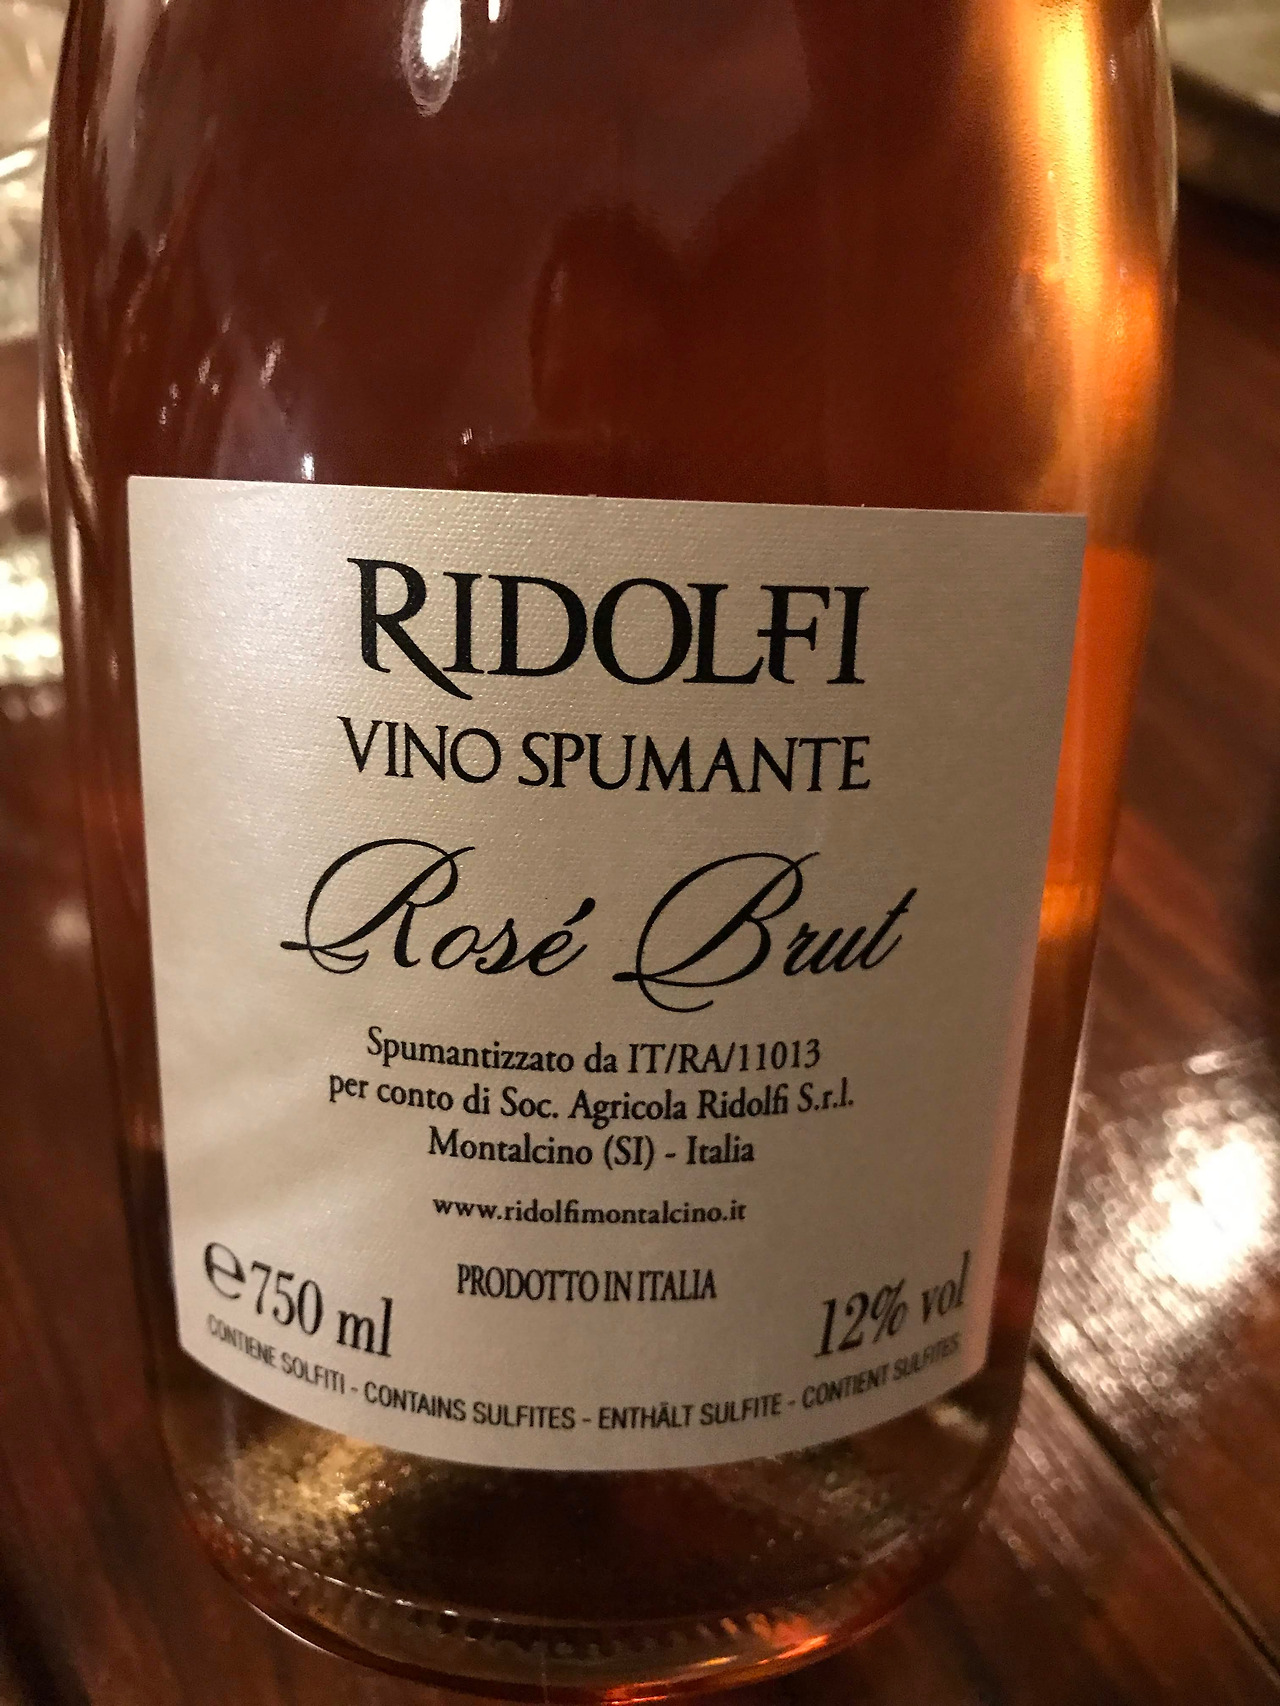 RIDOLFI
VINO SPUMANTE
Rosé Brut
Spumantizzato da IT/RA/11013
per conto di Soc. Agricola Ridolfi S.r.l.
Montalcino (SI) - Italia
www.ridolfimontalcino.it
PRODOTTO IN ITALIA
℮750 ml
12% vol
CONTIENE SOLFITI - CONTAINS SULFITES - ENTHÄLT SULFITE - CONTIENT SULFITES